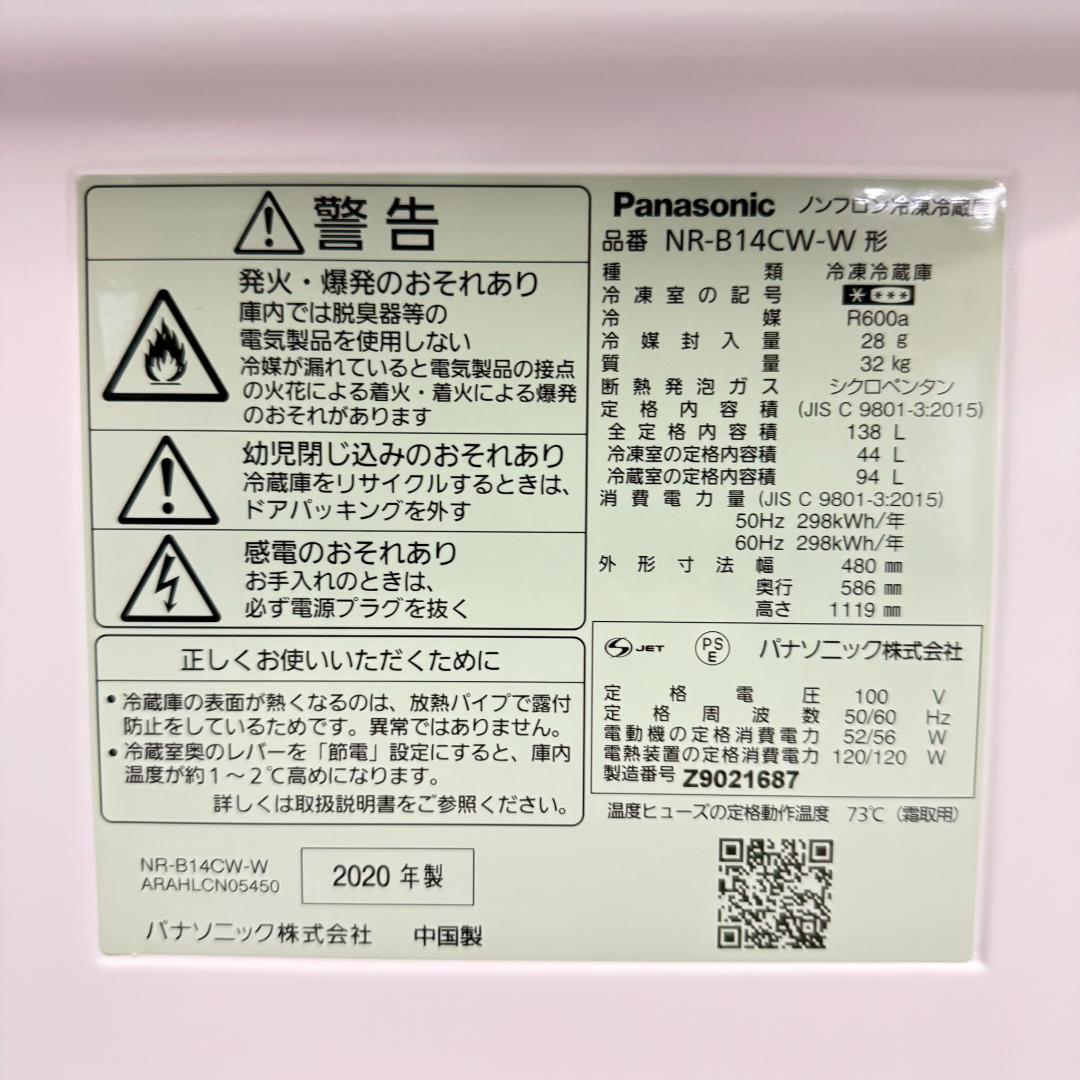 警告
発火・爆発のおそれあり
庫内では脱臭器等の
電気製品を使用しない
冷媒が漏れていると電気製品の接点
の火花による着火・着火による爆発
のおそれがあります
幼児閉じ込みのおそれあり
冷蔵庫をリサイクルするときは、
ドアパッキングを外す
感電のおそれあり
お手入れのときは、
必ず電源プラグを抜く
正しくお使いいただくために
・冷蔵庫の表面が熱くなるのは、放熱パイプで露付
防止をしているためです。異常ではありません。
・冷蔵室奥のレバーを「節電」設定にすると、庫内
温度が約1～2℃高めになります。
詳しくは取扱説明書をご参照ください。
NR-B14CW-W
ARAHLCN05450
2020 年製
パナソニック株式会社 中国製
Panasonic ノンフロン冷凍冷蔵庫
品番 NR-B14CW-W 形
種類 冷凍冷蔵庫
冷凍室の記号 * ***
冷媒 R600a
冷媒封入量 28 g
質量 32 kg
断熱発泡ガス シクロペンタン
定格内容積 (JIS C 9801-3:2015)
全定格内容積 138 L
冷凍室の定格内容積 44 L
冷蔵室の定格内容積 94 L
消費電力量 (JIS C 9801-3:2015)
50Hz 298kWh/年
60Hz 298kWh/年
外形寸法 幅 480 mm
奥行 586 mm
高さ 1119 mm
S JET PS E パナソニック株式会社
定格電圧 100 V
定格周波数 50/60 Hz
電動機の定格消費電力 52/56 W
電熱装置の定格消費電力 120/120 W
製造番号 Z9021687
温度ヒューズの定格動作温度 73℃（霜取用）